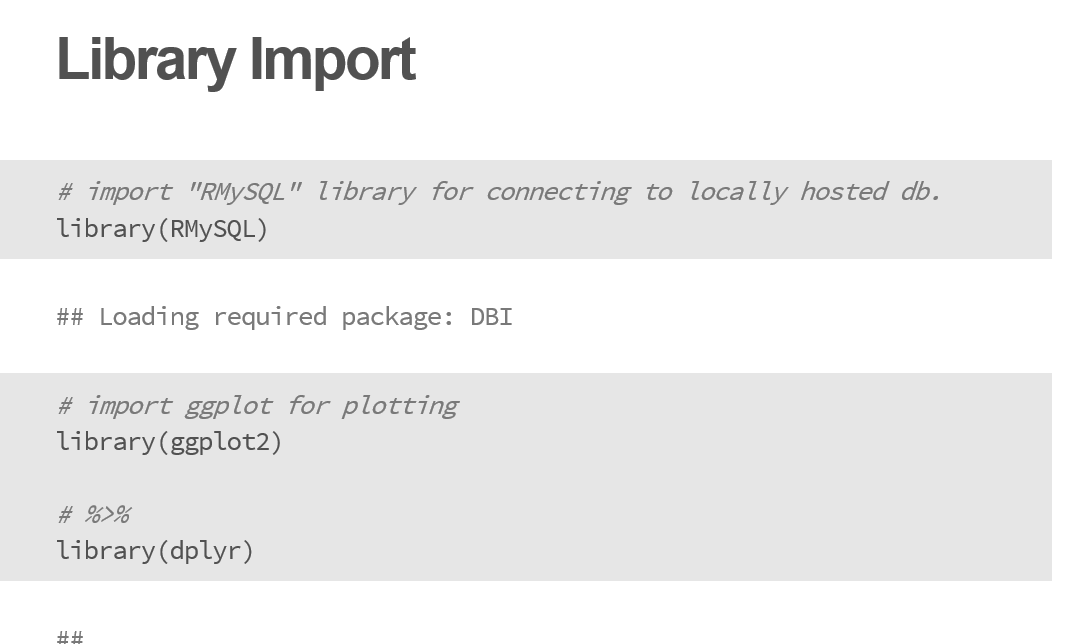 Library Import
# import "RMySQL" library for connecting to locally hosted db.
library(RMySQL)
## Loading required package: DBI
# import ggplot for plotting
library(ggplot2)
# %>%
library(dplyr)
##